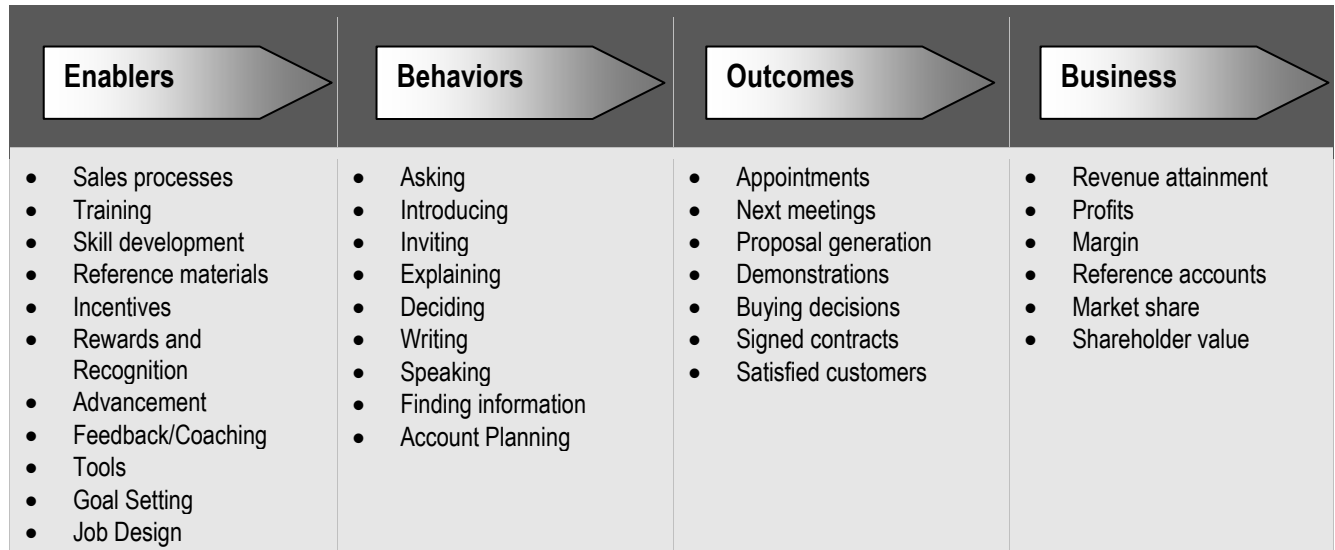 Enablers
Behaviors
Outcomes
Business
• Sales processes
• Training
• Skill development
• Reference materials
• Incentives
• Rewards and
Recognition
• Advancement
• Feedback/Coaching
• Tools
• Goal Setting
• Job Design
• Asking
• Introducing
• Inviting
• Explaining
• Deciding
• Writing
• Speaking
• Finding information
• Account Planning
• Appointments
• Next meetings
• Proposal generation
• Demonstrations
• Buying decisions
• Signed contracts
• Satisfied customers
• Revenue attainment
• Profits
• Margin
• Reference accounts
• Market share
• Shareholder value